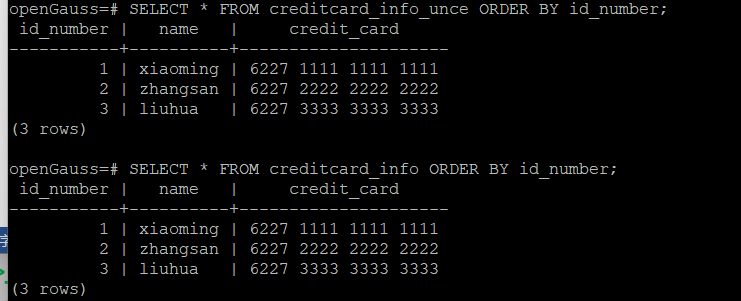 openGauss=# SELECT * FROM creditcard_info_unce ORDER BY id_number;
 id_number |   name   |     credit_card
-----------+----------+---------------------
         1 | xiaoming | 6227 1111 1111 1111
         2 | zhangsan | 6227 2222 2222 2222
         3 | liuhua   | 6227 3333 3333 3333
(3 rows)
openGauss=# SELECT * FROM creditcard_info ORDER BY id_number;
 id_number |   name   |     credit_card
-----------+----------+---------------------
         1 | xiaoming | 6227 1111 1111 1111
         2 | zhangsan | 6227 2222 2222 2222
         3 | liuhua   | 6227 3333 3333 3333
(3 rows)